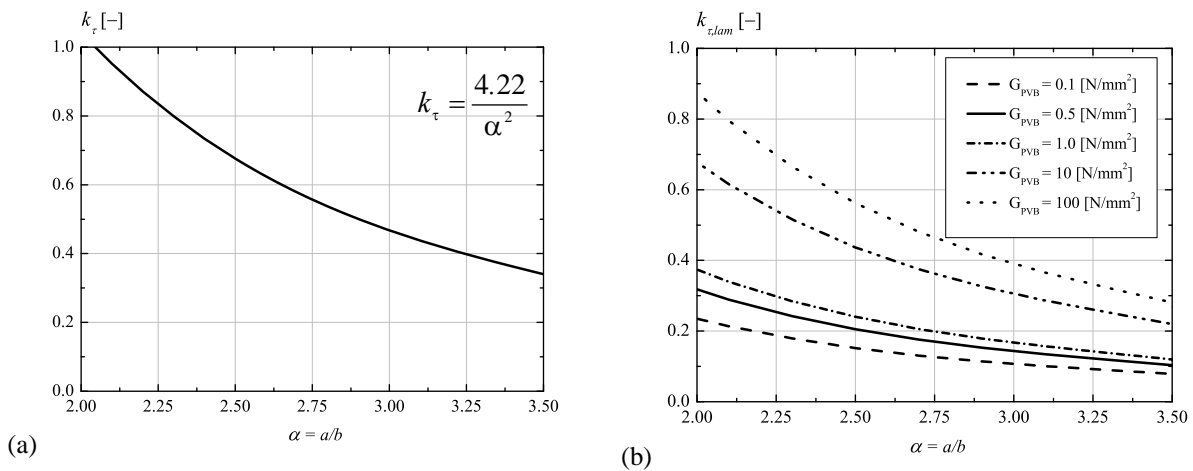 k_τ [–]
1.0
0.8
0.6
0.4
0.2
0.0
k_τ = 4.22 / α²
2.00 2.25 2.50 2.75 3.00 3.25 3.50
α = a/b
(a)
k_τ,lam [–]
1.0
0.8
0.6
0.4
0.2
0.0
G_PVB = 0.1 [N/mm²]
G_PVB = 0.5 [N/mm²]
G_PVB = 1.0 [N/mm²]
G_PVB = 10 [N/mm²]
G_PVB = 100 [N/mm²]
2.00 2.25 2.50 2.75 3.00 3.25 3.50
α = a/b
(b)